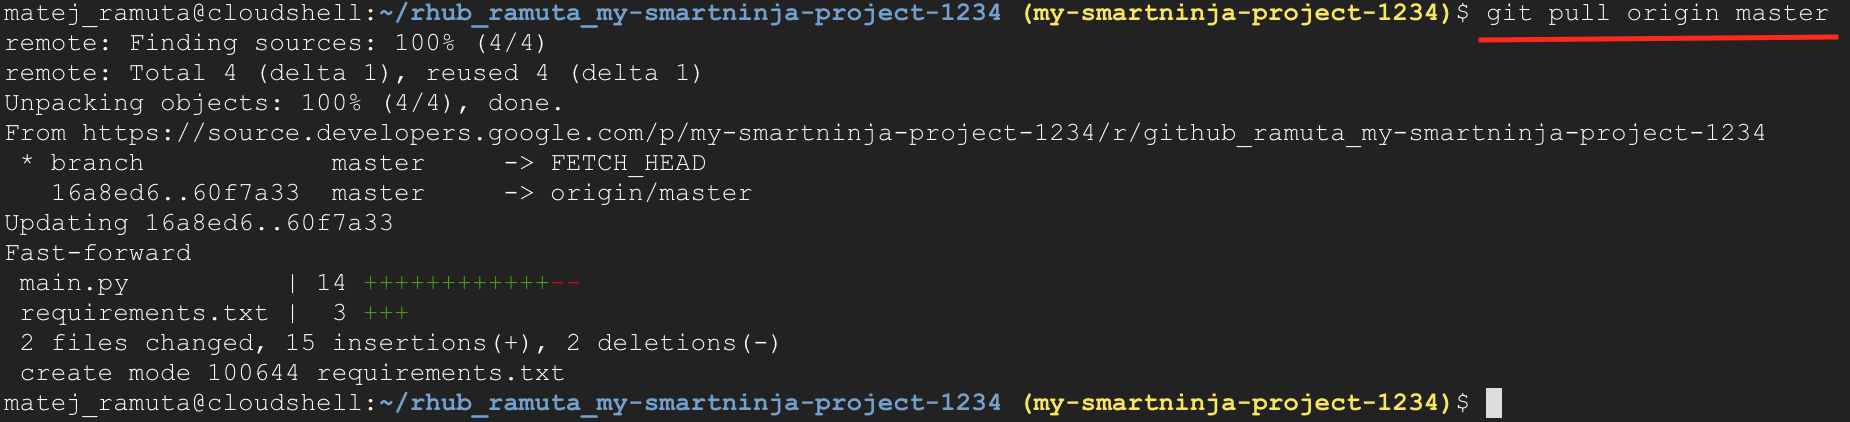 matej_ramuta@cloudshell:~/rhub_ramuta_my-smartninja-project-1234 (my-smartninja-project-1234)$ git pull origin master
remote: Finding sources: 100% (4/4)
remote: Total 4 (delta 1), reused 4 (delta 1)
Unpacking objects: 100% (4/4), done.
From https://source.developers.google.com/p/my-smartninja-project-1234/r/github_ramuta_my-smartninja-project-1234
 * branch            master     -> FETCH_HEAD
   16a8ed6..60f7a33  master     -> origin/master
Updating 16a8ed6..60f7a33
Fast-forward
 main.py          | 14 ++++++++++++--
 requirements.txt |  3 +++
 2 files changed, 15 insertions(+), 2 deletions(-)
 create mode 100644 requirements.txt
matej_ramuta@cloudshell:~/rhub_ramuta_my-smartninja-project-1234 (my-smartninja-project-1234)$